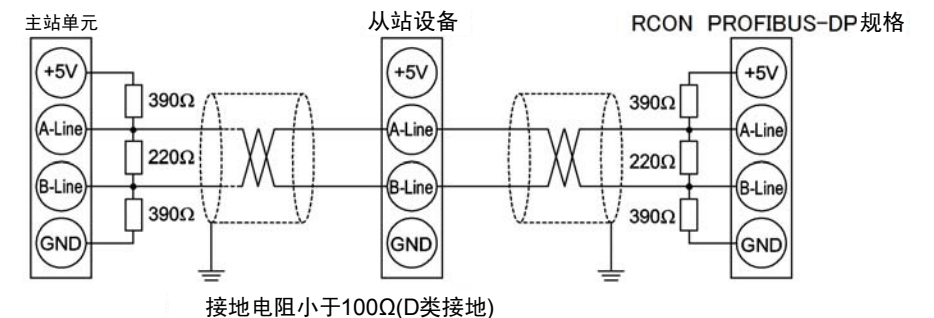 主站单元 从站设备 RCON PROFIBUS-DP规格
+5V +5V +5V
390Ω 390Ω
A-Line A-Line A-Line
220Ω 220Ω
B-Line B-Line B-Line
390Ω 390Ω
GND GND GND
接地电阻小于100Ω(D类接地)